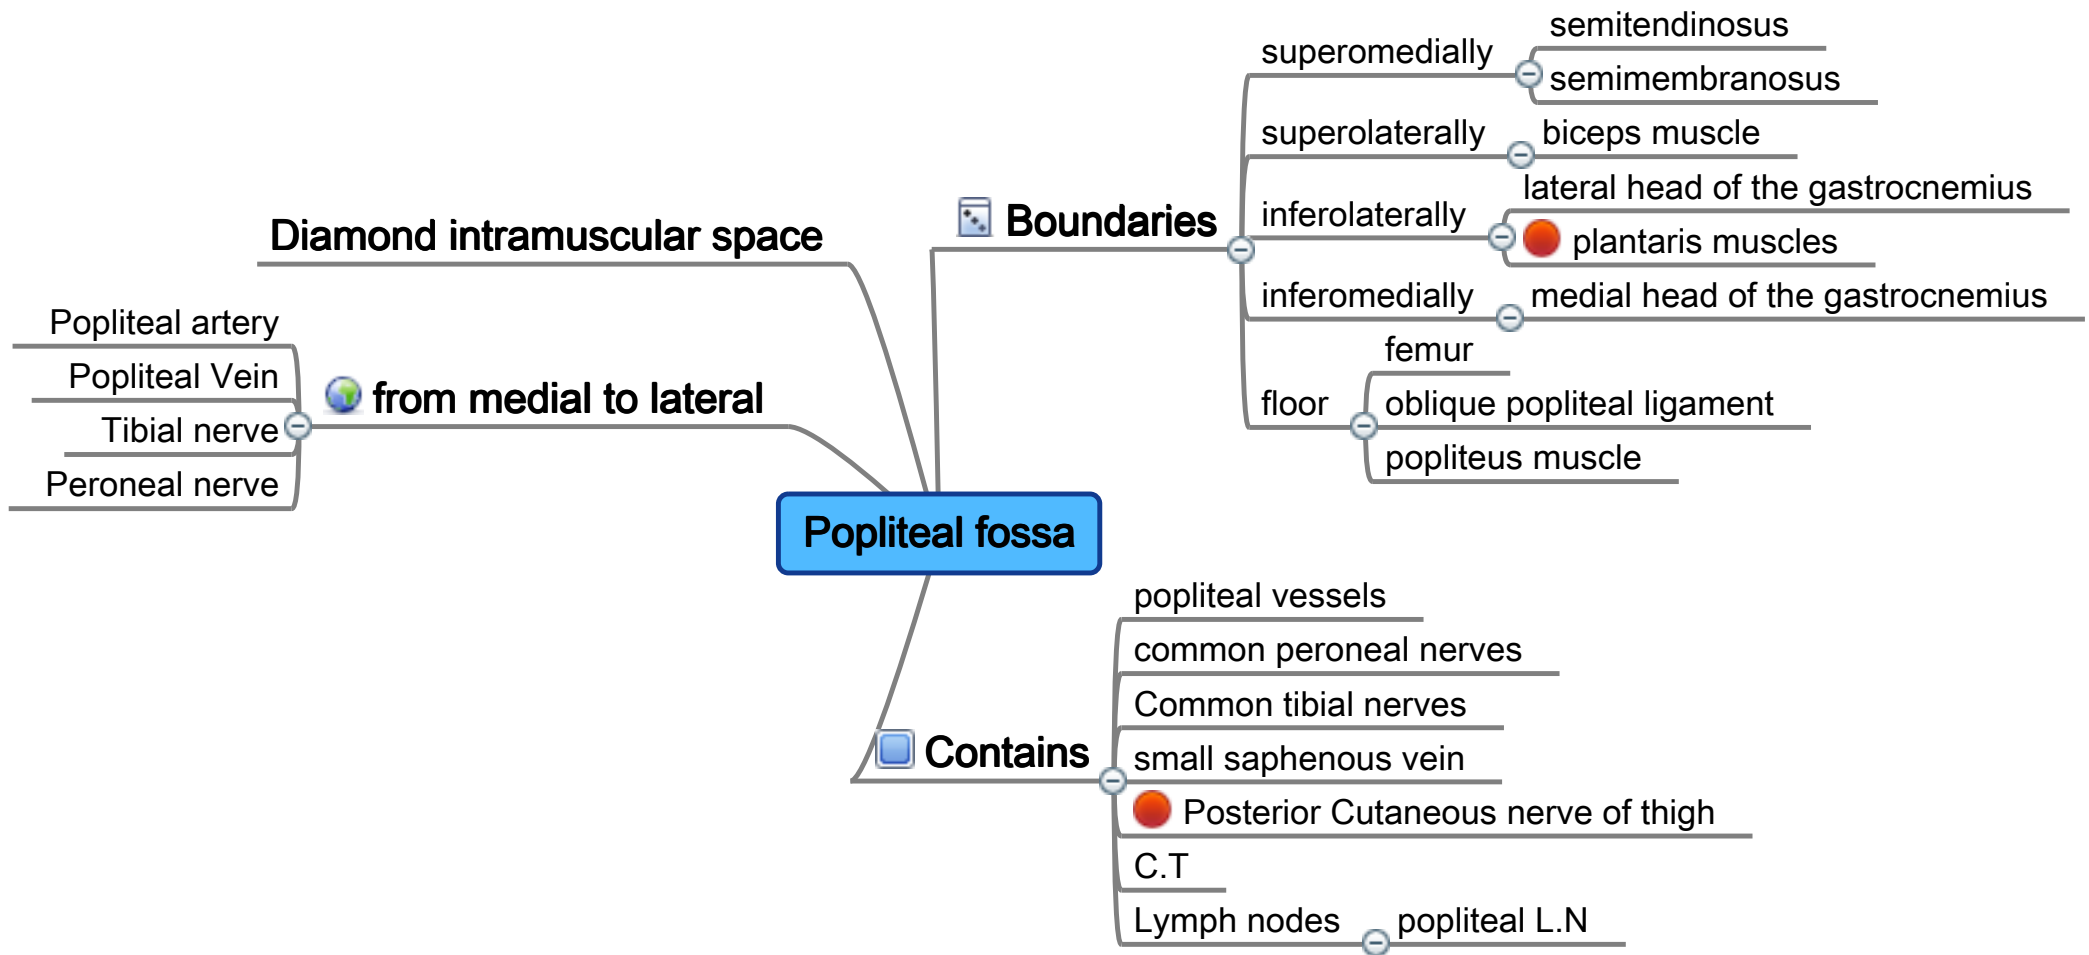 Popliteal fossa
Diamond intramuscular space
from medial to lateral
Popliteal artery
Popliteal Vein
Tibial nerve
Peroneal nerve
Boundaries
superomedially
semitendinosus
semimembranosus
superolaterally
biceps muscle
inferolaterally
lateral head of the gastrocnemius
plantaris muscles
inferomedially
medial head of the gastrocnemius
floor
femur
oblique popliteal ligament
popliteus muscle
Contains
popliteal vessels
common peroneal nerves
Common tibial nerves
small saphenous vein
Posterior Cutaneous nerve of thigh
C.T
Lymph nodes
popliteal L.N